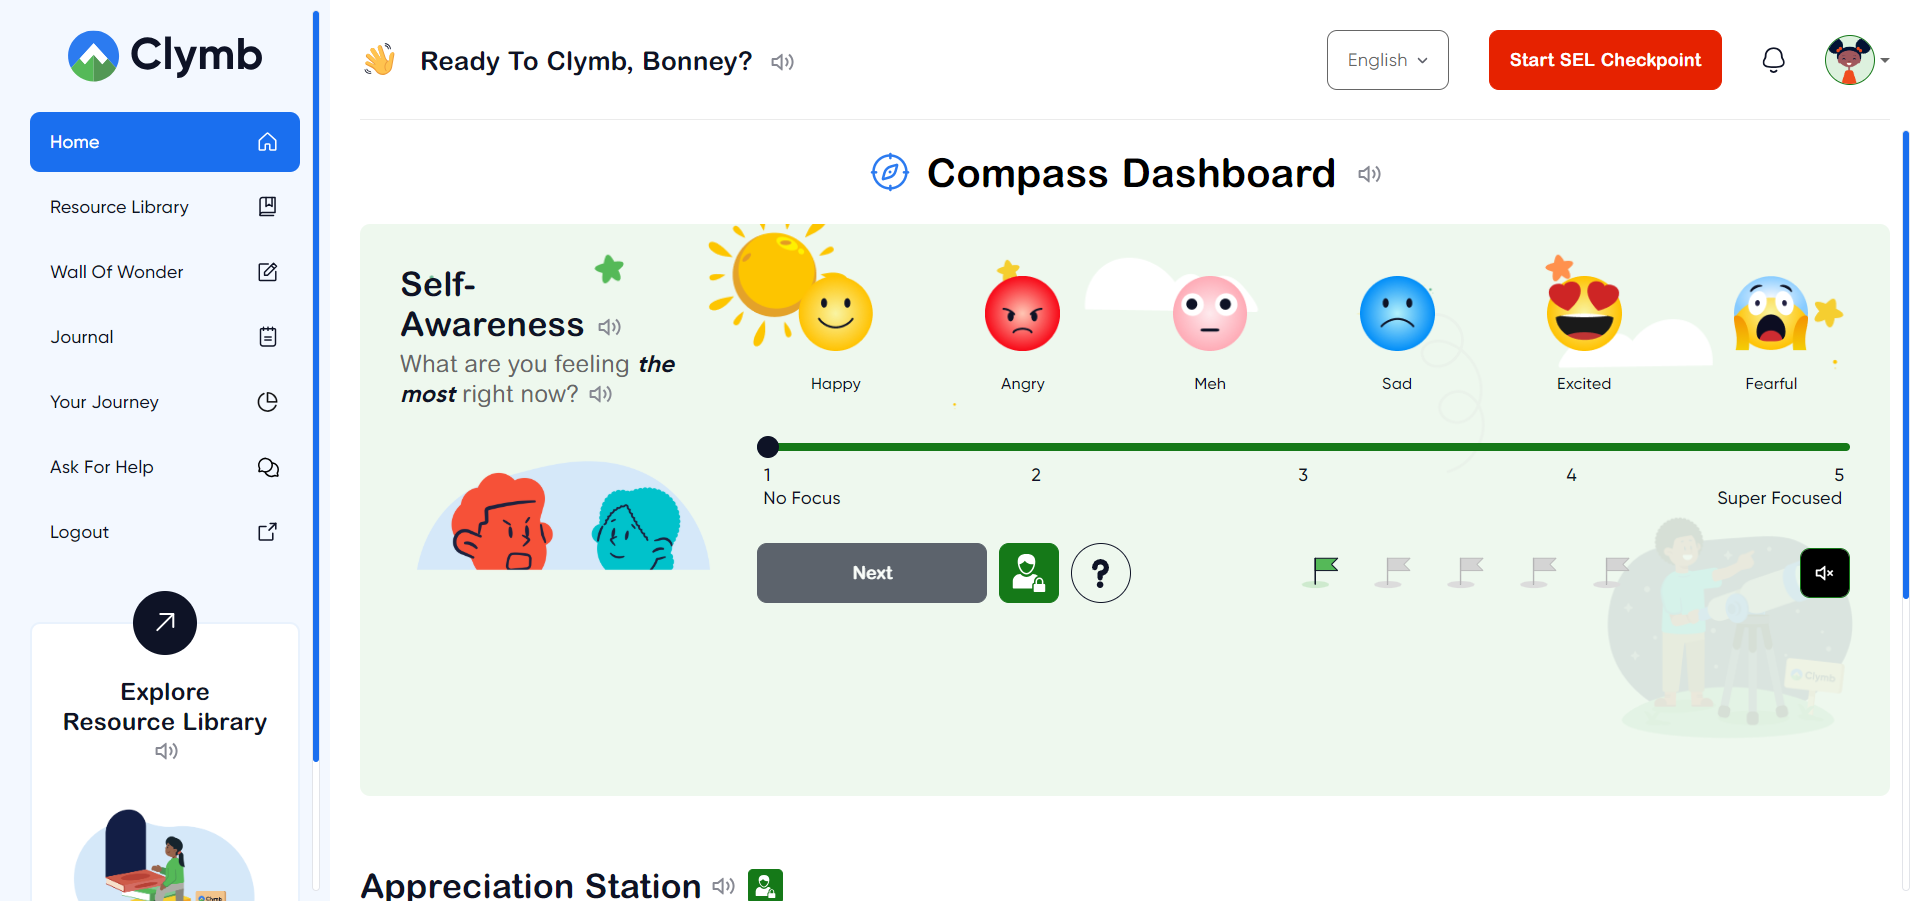 Clymb
Home
Resource Library
Wall Of Wonder
Journal
Your Journey
Ask For Help
Logout
Explore
Resource Library
Clymb
Ready To Clymb, Bonney?
English
Start SEL Checkpoint
Compass Dashboard
Self-
Awareness
What are you feeling the
most right now?
Happy
Angry
Meh
Sad
Excited
Fearful
1
2
3
4
5
No Focus
Super Focused
Next
?
Clymb
Appreciation Station